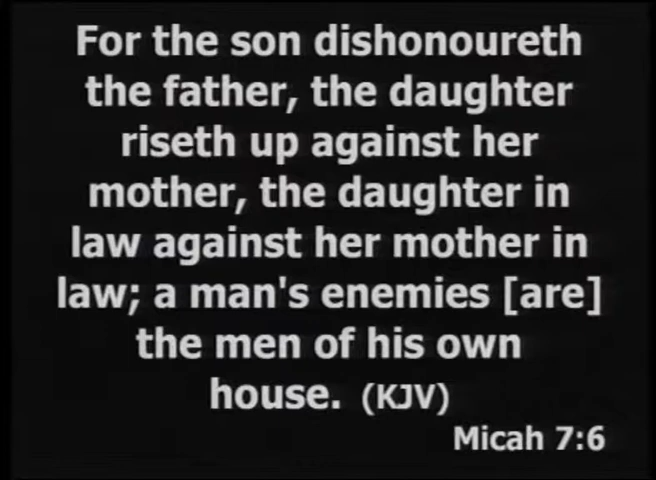 For the son dishonoureth
the father, the daughter
riseth up against her
mother, the daughter in
law against her mother in
law; a man's enemies [are]
the men of his own
house. (KJV)
Micah 7:6